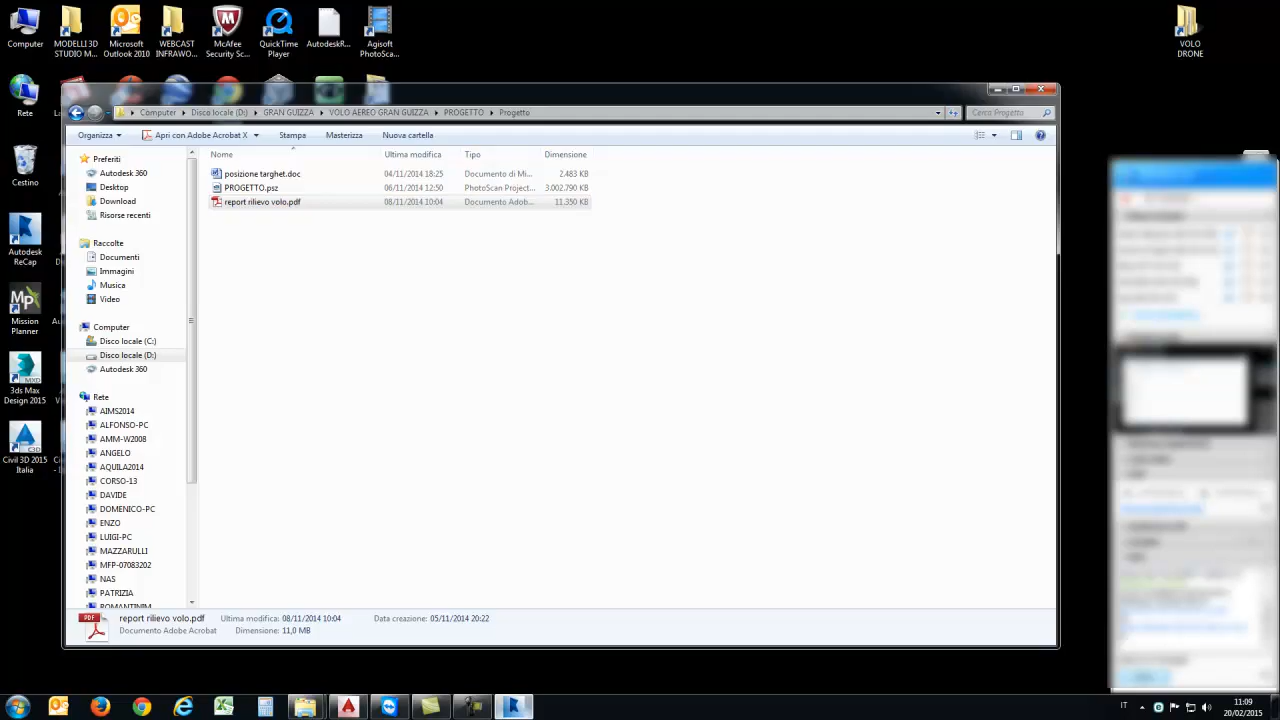 Computer
MODELLI 3D
STUDIO M...
Microsoft
Outlook 2010
WEBCAST
INFRAWO...
McAfee
Security Sc...
QuickTime
Player
AutodeskR...
Agisoft
PhotoSca...
VOLO
DRONE
Rete
Cestino
Autodesk
ReCap
Mission
Planner
3ds Max
Design 2015
Civil 3D 2015
Italia
Computer Disco locale (D:) GRAN GUIZZA VOLO AEREO GRAN GUIZZA PROGETTO Progetto
Cerca Progetto
Organizza Apri con Adobe Acrobat X Stampa Masterizza Nuova cartella
Nome Ultima modifica Tipo Dimensione
posizione targhet.doc 04/11/2014 18:25 Documento di Mi... 2.483 KB
PROGETTO.psz 06/11/2014 12:50 PhotoScan Project... 3.002.790 KB
report rilievo volo.pdf 08/11/2014 10:04 Documento Adob... 11.350 KB
Preferiti
Autodesk 360
Desktop
Download
Risorse recenti
Raccolte
Documenti
Immagini
Musica
Video
Computer
Disco locale (C:)
Disco locale (D:)
Autodesk 360
Rete
AIMS2014
ALFONSO-PC
AMM-W2008
ANGELO
AQUILA2014
CORSO-13
DAVIDE
DOMENICO-PC
ENZO
LUIGI-PC
MAZZARULLI
MFP-07083202
NAS
PATRIZIA
ROMANTINIM
PDF
report rilievo volo.pdf Ultima modifica: 08/11/2014 10:04 Data creazione: 05/11/2014 20:22
Documento Adobe Acrobat Dimensione: 11,0 MB
IT
11:09
20/02/2015